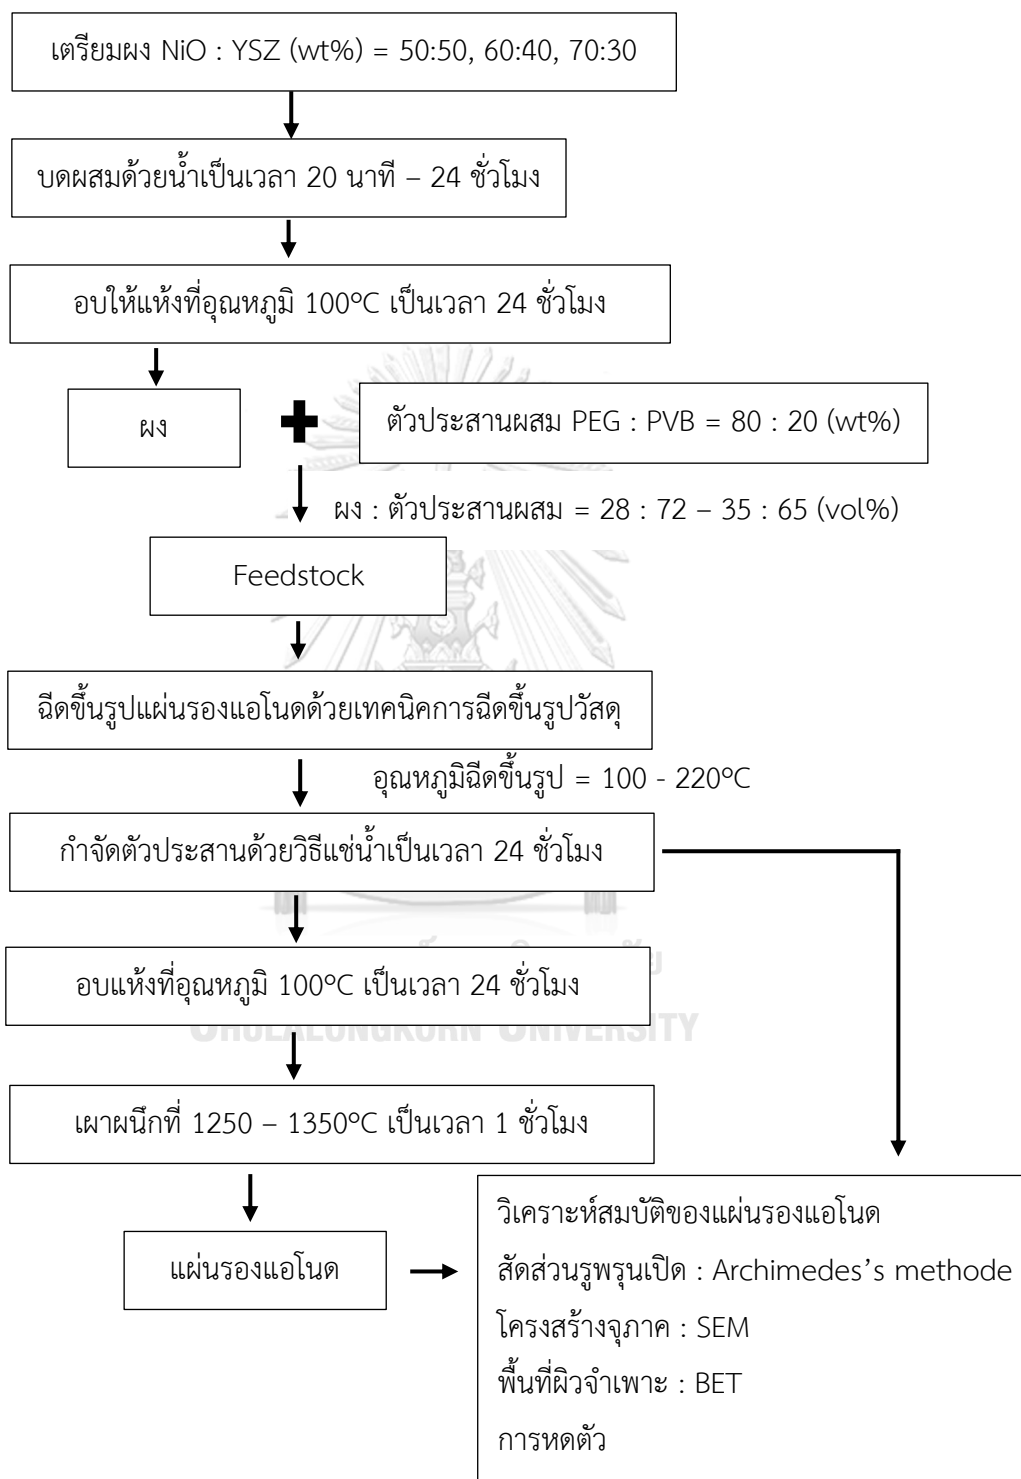 เตรียมผง NiO : YSZ (wt%) = 50:50, 60:40, 70:30
บดผสมด้วยน้ำเป็นเวลา 20 นาที – 24 ชั่วโมง
อบให้แห้งที่อุณหภูมิ 100°C เป็นเวลา 24 ชั่วโมง
ผง
ตัวประสานผสม PEG : PVB = 80 : 20 (wt%)
ผง : ตัวประสานผสม = 28 : 72 – 35 : 65 (vol%)
Feedstock
ฉีดขึ้นรูปแผ่นรองแอโนดด้วยเทคนิคการฉีดขึ้นรูปวัสดุ
อุณหภูมิฉีดขึ้นรูป = 100 - 220°C
กำจัดตัวประสานด้วยวิธีแช่น้ำเป็นเวลา 24 ชั่วโมง
อบแห้งที่อุณหภูมิ 100°C เป็นเวลา 24 ชั่วโมง
CHULALONGKORN UNIVERSITY
เผาผนึกที่ 1250 – 1350°C เป็นเวลา 1 ชั่วโมง
แผ่นรองแอโนด
วิเคราะห์สมบัติของแผ่นรองแอโนด
สัดส่วนรูพรุนเปิด : Archimedes’s methode
โครงสร้างจุภาค : SEM
พื้นที่ผิวจำเพาะ : BET
การหดตัว